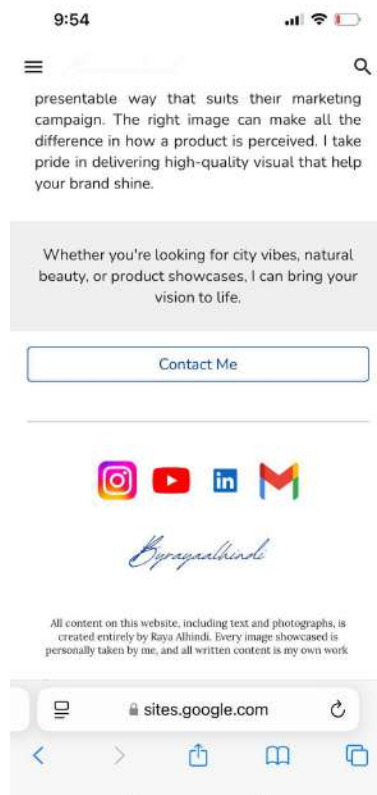 9:54
presentable way that suits their marketing
campaign. The right image can make all the
difference in how a product is perceived. I take
pride in delivering high-quality visual that help
your brand shine.
Whether you're looking for city vibes, natural
beauty, or product showcases, I can bring your
vision to life.
Contact Me
in
Byrayaalhindi
All content on this website, including text and photographs, is
created entirely by Raya Alhindi. Every image showcased is
personally taken by me, and all written content is my own work
sites.google.com